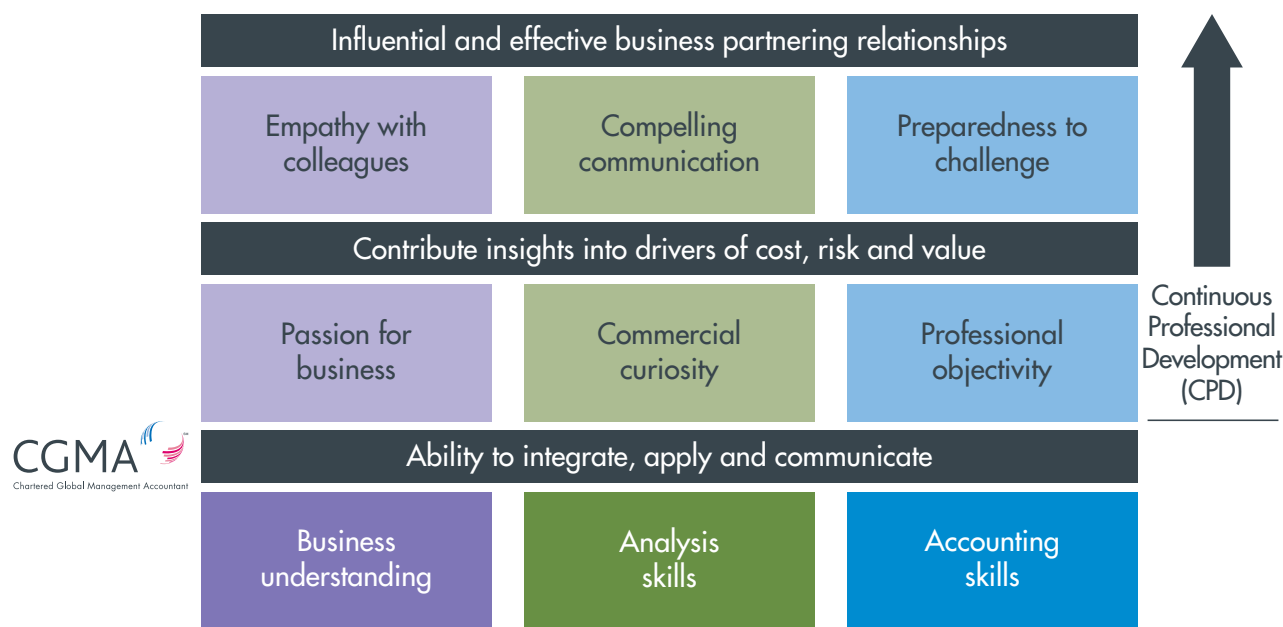 Influential and effective business partnering relationships
Empathy with
colleagues
Compelling
communication
Preparedness to
challenge
Contribute insights into drivers of cost, risk and value
Passion for
business
Commercial
curiosity
Professional
objectivity
Continuous
Professional
Development
(CPD)
CGMA
Chartered Global Management Accountant
Ability to integrate, apply and communicate
Business
understanding
Analysis
skills
Accounting
skills